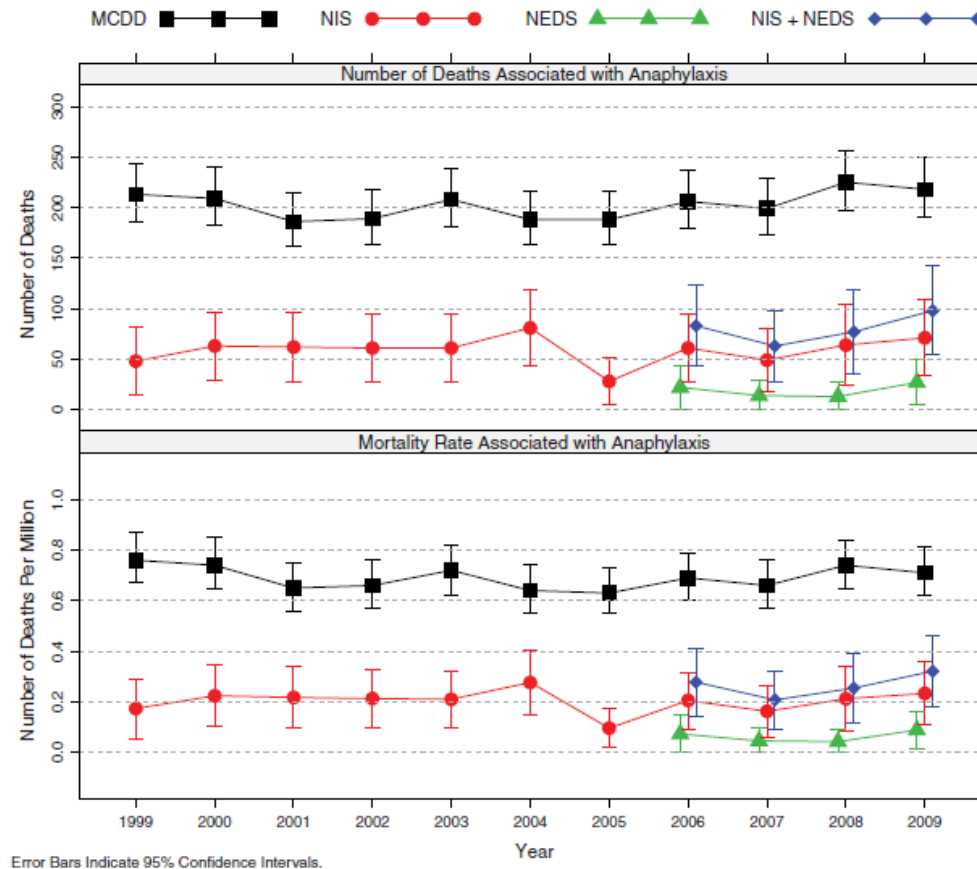 MCDD NIS NEDS NIS + NEDS
Number of Deaths Associated with Anaphylaxis
Number of Deaths
300
250
200
150
100
50
0
Mortality Rate Associated with Anaphylaxis
Number of Deaths Per Million
1.0
0.8
0.6
0.4
0.2
0.0
1999 2000 2001 2002 2003 2004 2005 2006 2007 2008 2009
Year
Error Bars Indicate 95% Confidence Intervals.